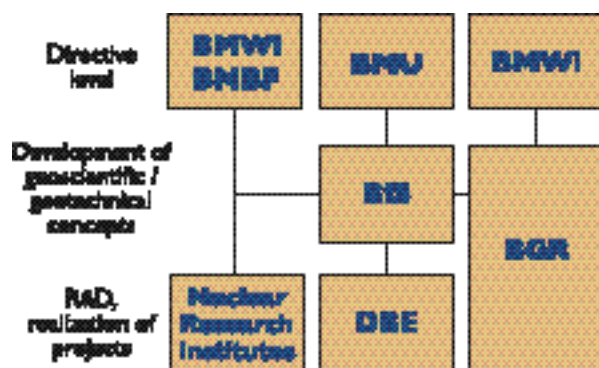 Directive
level
BMWI
BMBF
BMU
BMWI
Development of
geoscientific /
geotechnical
concepts
BfS
BGR
R&D,
realization of
projects
Nuclear
Research
Institutes
DBE